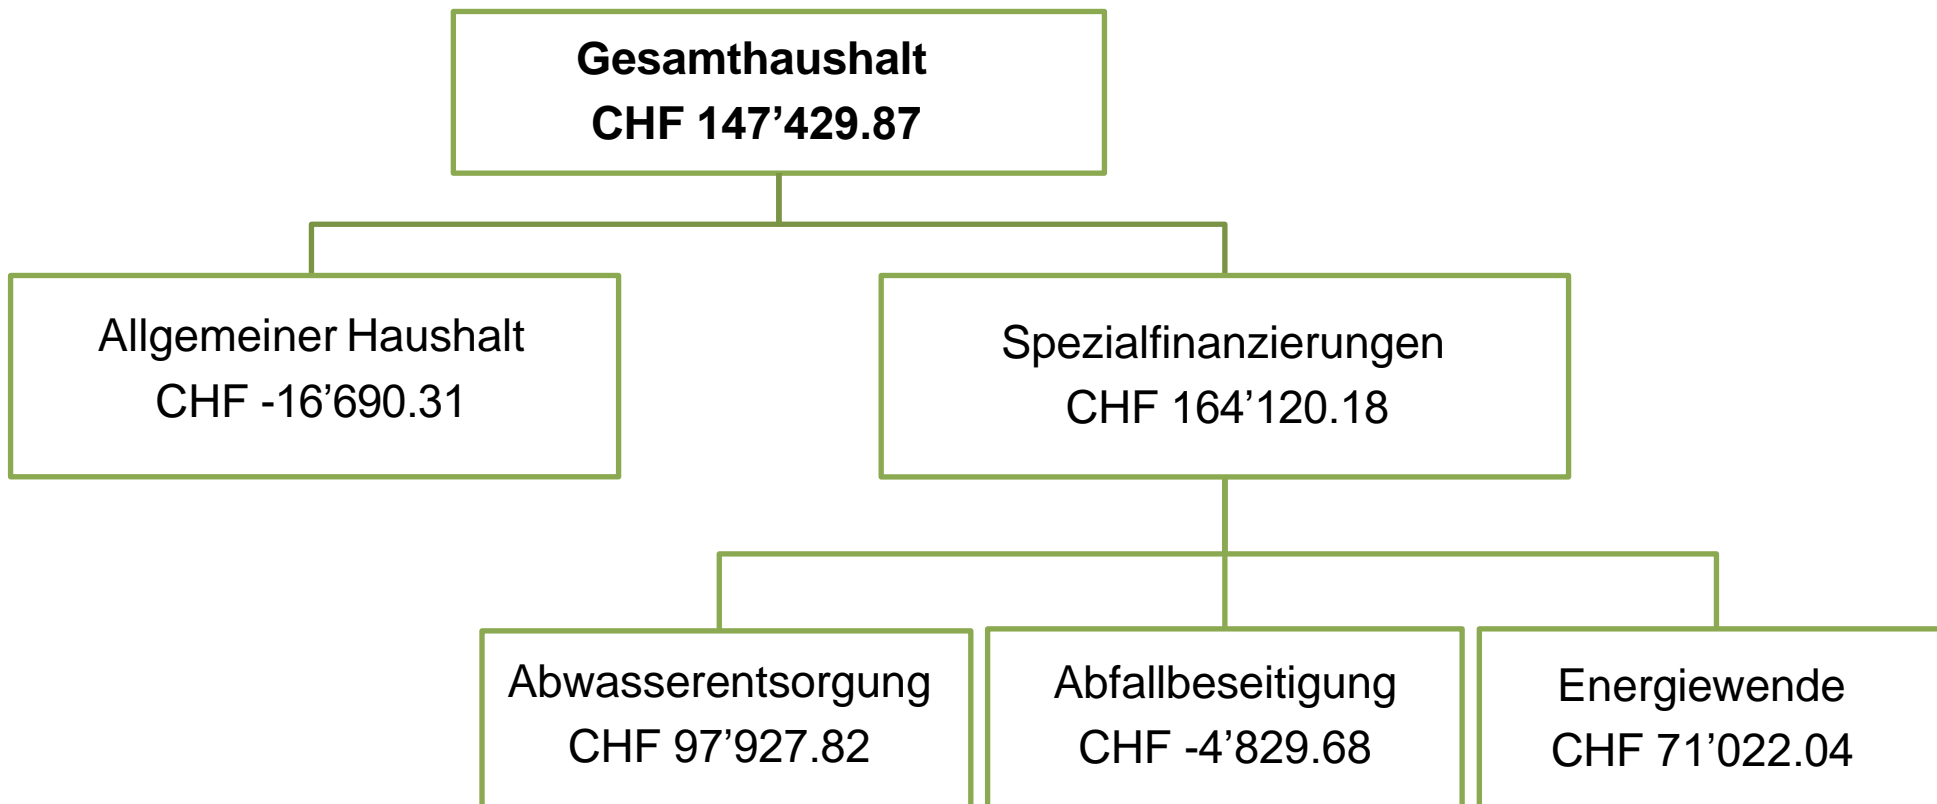 Gesamthaushalt
CHF 147’429.87
Allgemeiner Haushalt
CHF -16’690.31
Spezialfinanzierungen
CHF 164’120.18
Abwasserentsorgung
CHF 97’927.82
Abfallbeseitigung
CHF -4’829.68
Energiewende
CHF 71’022.04